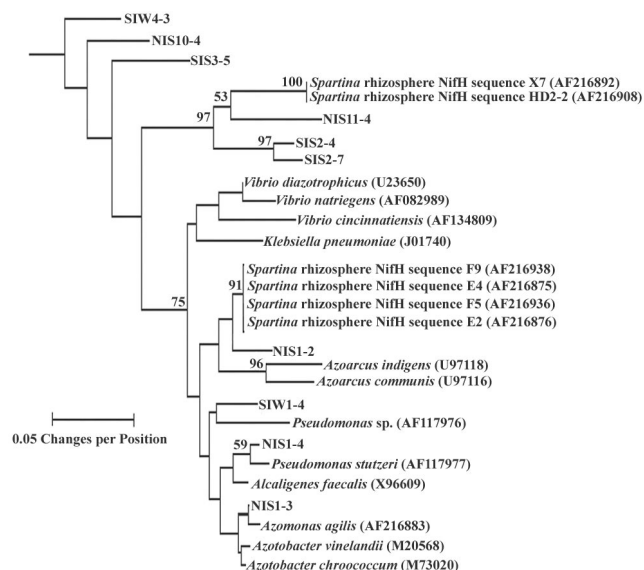 SIW4-3
NIS10-4
SIS3-5
100
Spartina rhizosphere NifH sequence X7 (AF216892)
Spartina rhizosphere NifH sequence HD2-2 (AF216908)
53
NIS11-4
97
97
SIS2-4
SIS2-7
Vibrio diazotrophicus (U23650)
Vibrio natriegens (AF082989)
Vibrio cincinnatiensis (AF134809)
Klebsiella pneumoniae (J01740)
75
Spartina rhizosphere NifH sequence F9 (AF216938)
91
Spartina rhizosphere NifH sequence E4 (AF216875)
Spartina rhizosphere NifH sequence F5 (AF216936)
Spartina rhizosphere NifH sequence E2 (AF216876)
NIS1-2
96
Azoarcus indigens (U97118)
Azoarcus communis (U97116)
SIW1-4
Pseudomonas sp. (AF117976)
0.05 Changes per Position
59
NIS1-4
Pseudomonas stutzeri (AF117977)
Alcaligenes faecalis (X96609)
NIS1-3
Azomonas agilis (AF216883)
Azotobacter vinelandii (M20568)
Azotobacter chroococcum (M73020)